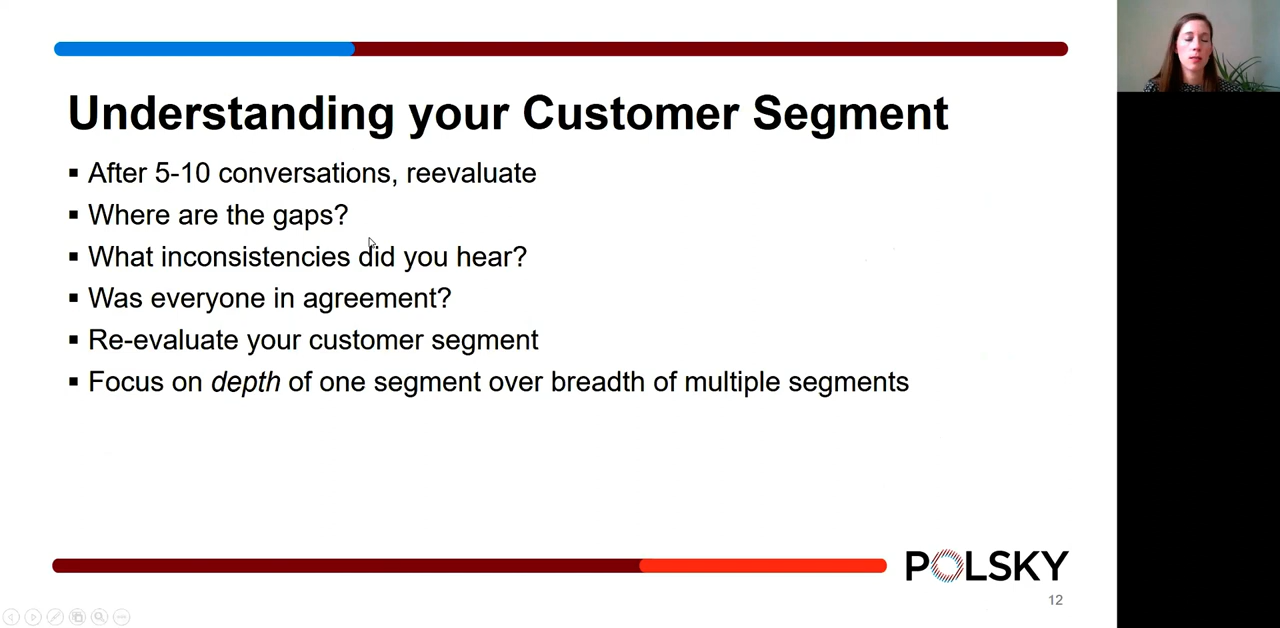 Understanding your Customer Segment
▪ After 5-10 conversations, reevaluate
▪ Where are the gaps?
▪ What inconsistencies did you hear?
▪ Was everyone in agreement?
▪ Re-evaluate your customer segment
▪ Focus on depth of one segment over breadth of multiple segments
POLSKY
12